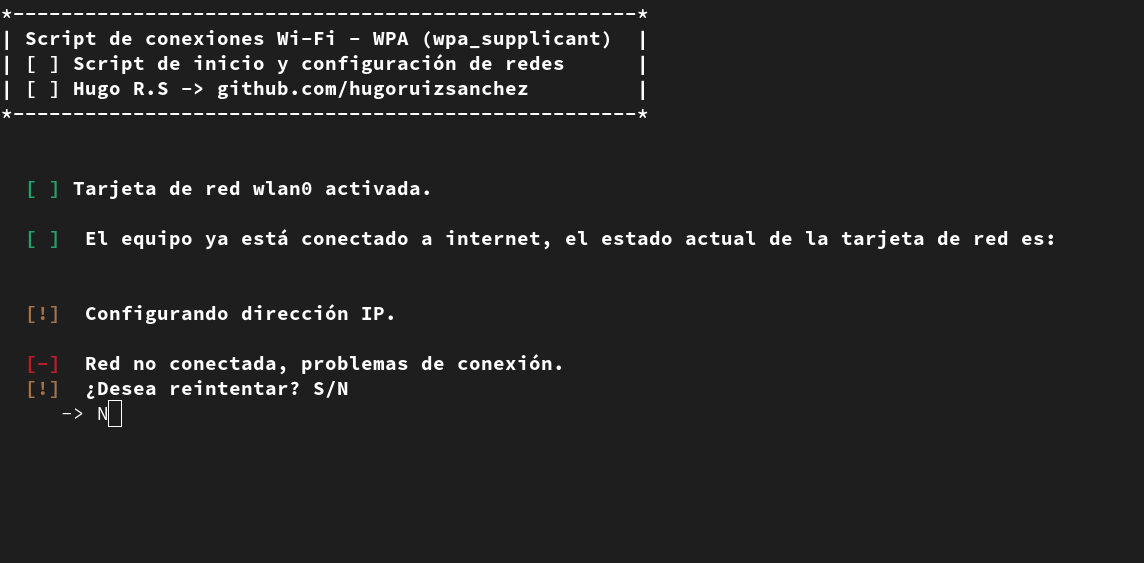 *----------------------------------------------------*
| Script de conexiones Wi-Fi - WPA (wpa_supplicant)  |
| [ ] Script de inicio y configuración de redes      |
| [ ] Hugo R.S -> github.com/hugoruizsanchez         |
*----------------------------------------------------*
[ ] Tarjeta de red wlan0 activada.
[ ]  El equipo ya está conectado a internet, el estado actual de la tarjeta de red es:
[!]  Configurando dirección IP.
[-]  Red no conectada, problemas de conexión.
[!]  ¿Desea reintentar? S/N
-> N